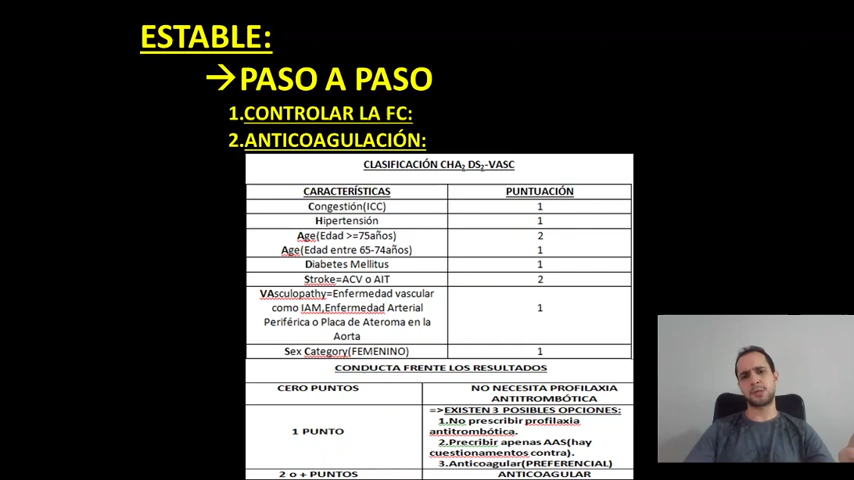 ESTABLE:
→PASO A PASO
1.CONTROLAR LA FC:
2.ANTICOAGULACIÓN:
CLASIFICACIÓN CHA2 DS2-VASC
CARACTERÍSTICAS PUNTUACIÓN
Congestión(ICC) 1
Hipertensión 1
Age(Edad >=75años) 2
Age(Edad entre 65-74años) 1
Diabetes Mellitus 1
Stroke=ACV o AIT 2
VAsculopathy=Enfermedad vascular
como IAM,Enfermedad Arterial 1
Periférica o Placa de Ateroma en la
Aorta
Sex Category(FEMENINO) 1
CONDUCTA FRENTE LOS RESULTADOS
CERO PUNTOS NO NECESITA PROFILAXIA
ANTITROMBÓTICA
=>EXISTEN 3 POSIBLES OPCIONES:
1.No prescribir profilaxia
1 PUNTO antitrombótica.
2.Precribir apenas AAS(hay
cuestionamentos contra).
3.Anticoagular(PREFERENCIAL)
2 o + PUNTOS ANTICOAGULAR